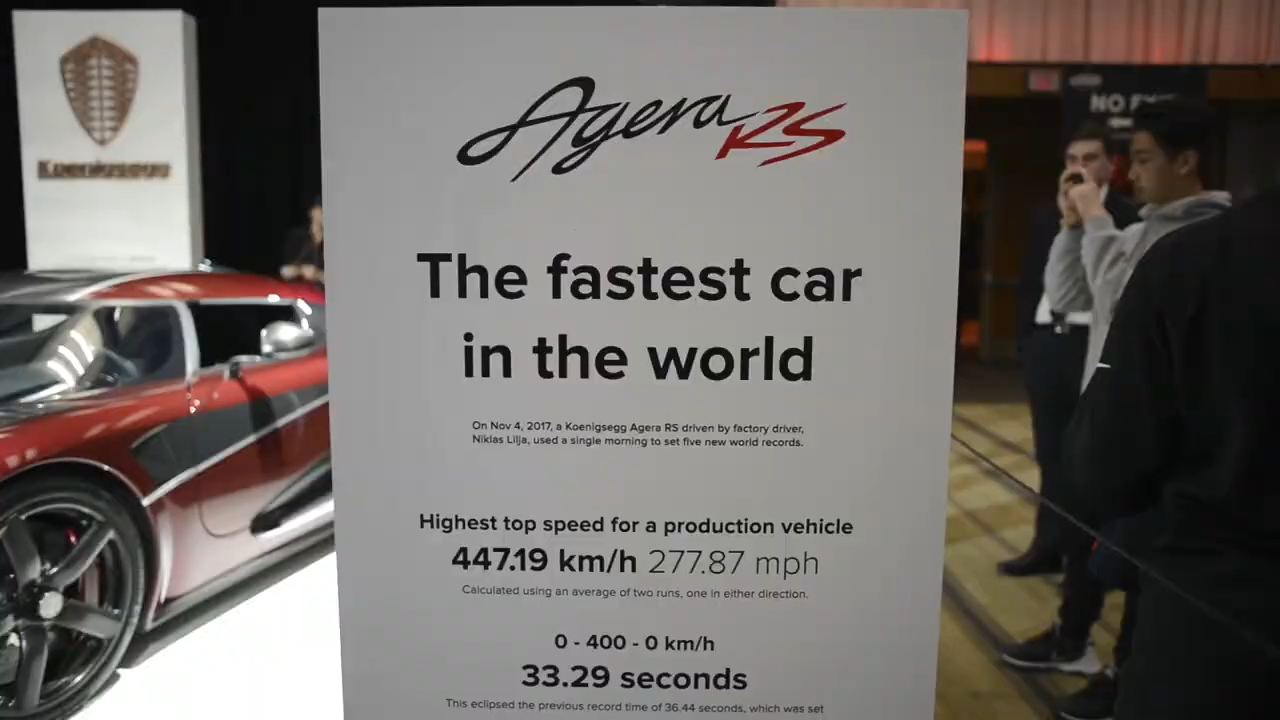 Koenigsegg
Agera RS
The fastest car
in the world
On Nov 4, 2017, a Koenigsegg Agera RS driven by factory driver,
Niklas Lilja, used a single morning to set five new world records.
Highest top speed for a production vehicle
447.19 km/h 277.87 mph
Calculated using an average of two runs, one in either direction.
0 - 400 - 0 km/h
33.29 seconds
This eclipsed the previous record time of 36.44 seconds, which was set
NO